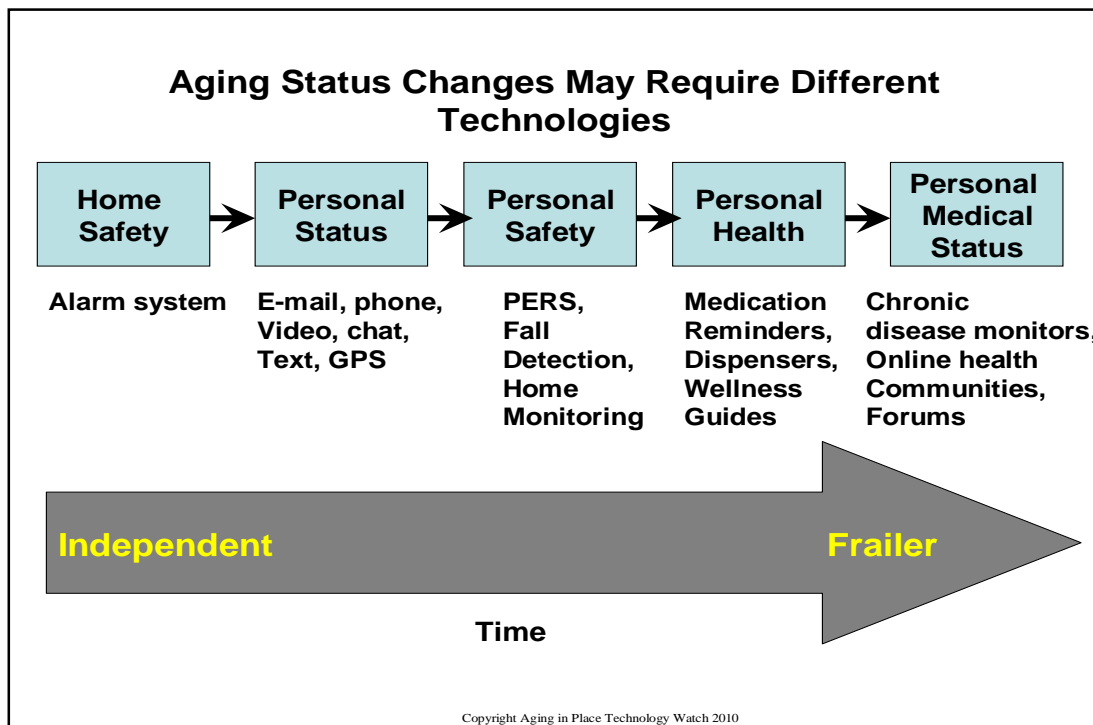 Aging Status Changes May Require Different
Technologies
Home
Safety
Personal
Status
Personal
Safety
Personal
Health
Personal
Medical
Status
Alarm system
E-mail, phone,
Video, chat,
Text, GPS
PERS,
Fall
Detection,
Home
Monitoring
Medication
Reminders,
Dispensers,
Wellness
Guides
Chronic
disease monitors,
Online health
Communities,
Forums
Independent
Frailer
Time
Copyright Aging in Place Technology Watch 2010